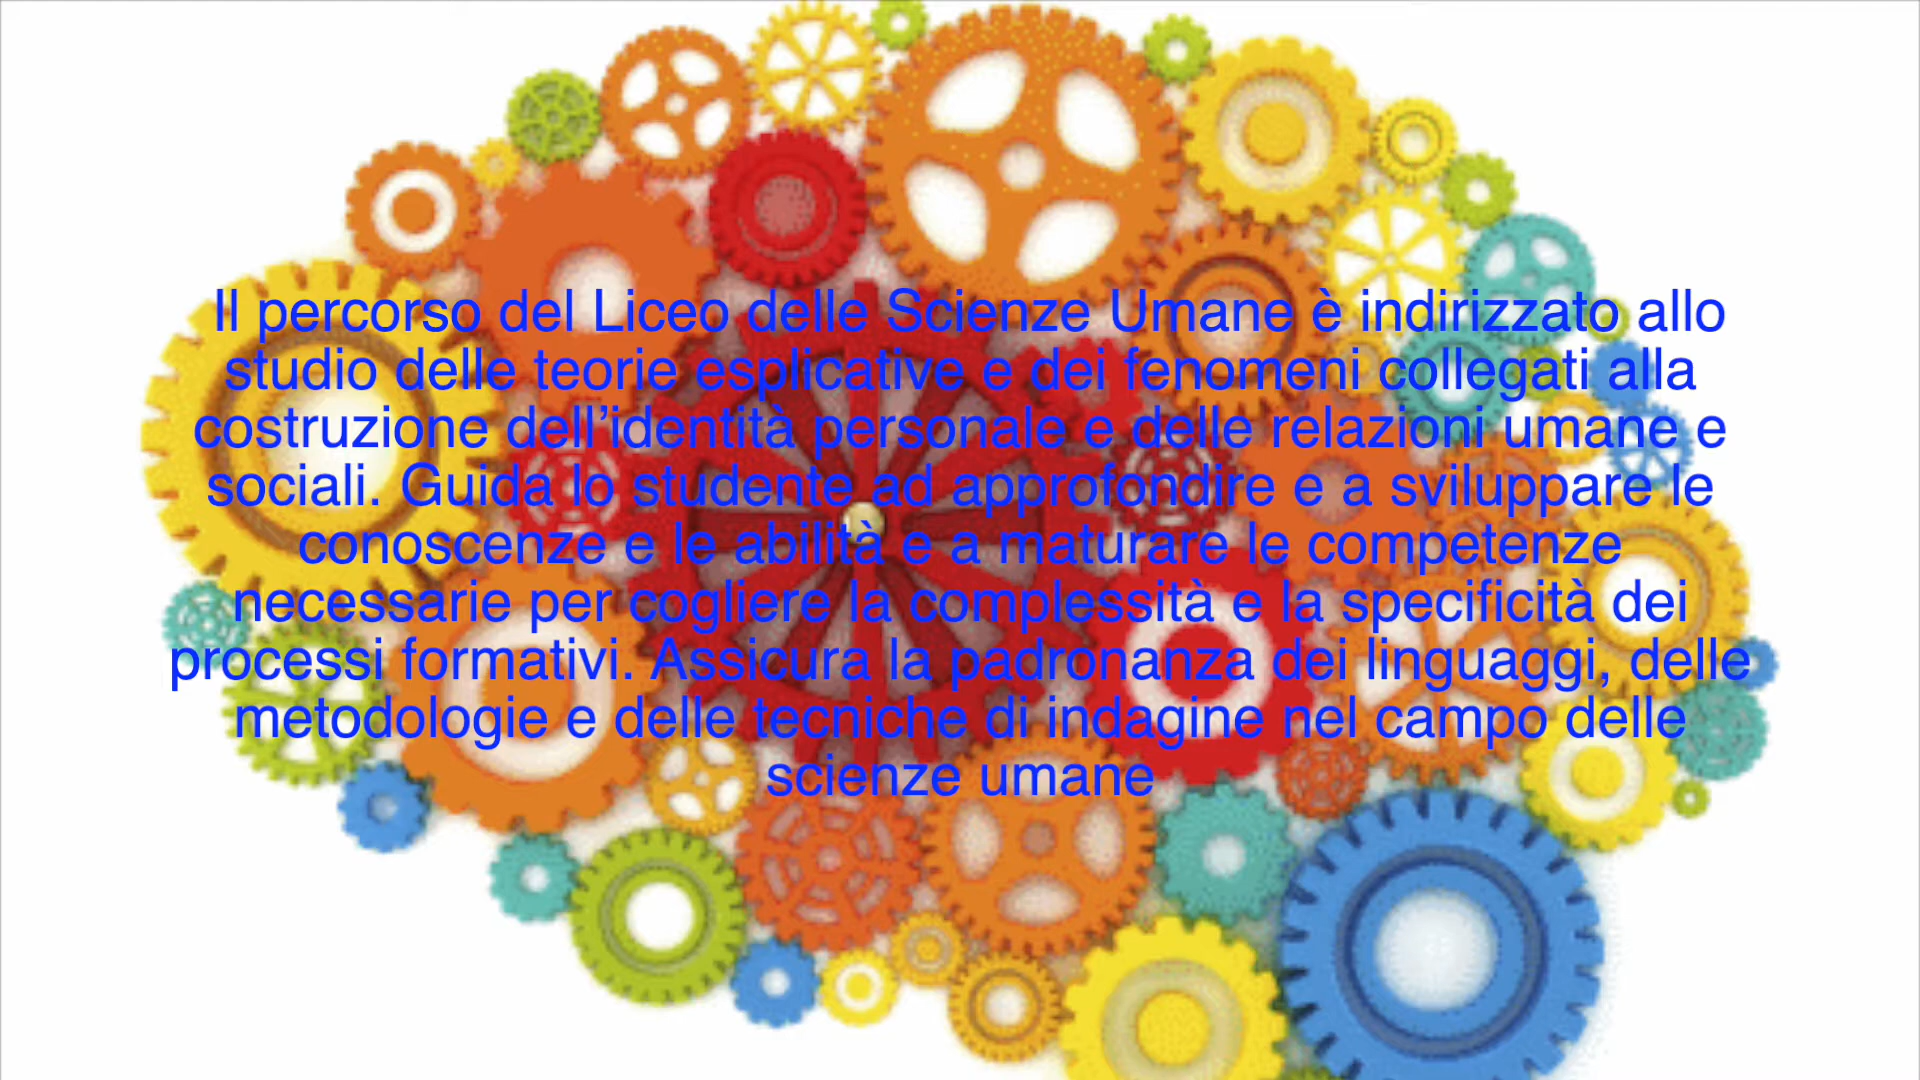 Il percorso del Liceo delle Scienze Umane è indirizzato allo
studio delle teorie esplicative e dei fenomeni collegati alla
costruzione dell’identità personale e delle relazioni umane e
sociali. Guida lo studente ad approfondire e a sviluppare le
conoscenze e le abilità e a maturare le competenze
necessarie per cogliere la complessità e la specificità dei
processi formativi. Assicura la padronanza dei linguaggi, delle
metodologie e delle tecniche di indagine nel campo delle
scienze umane